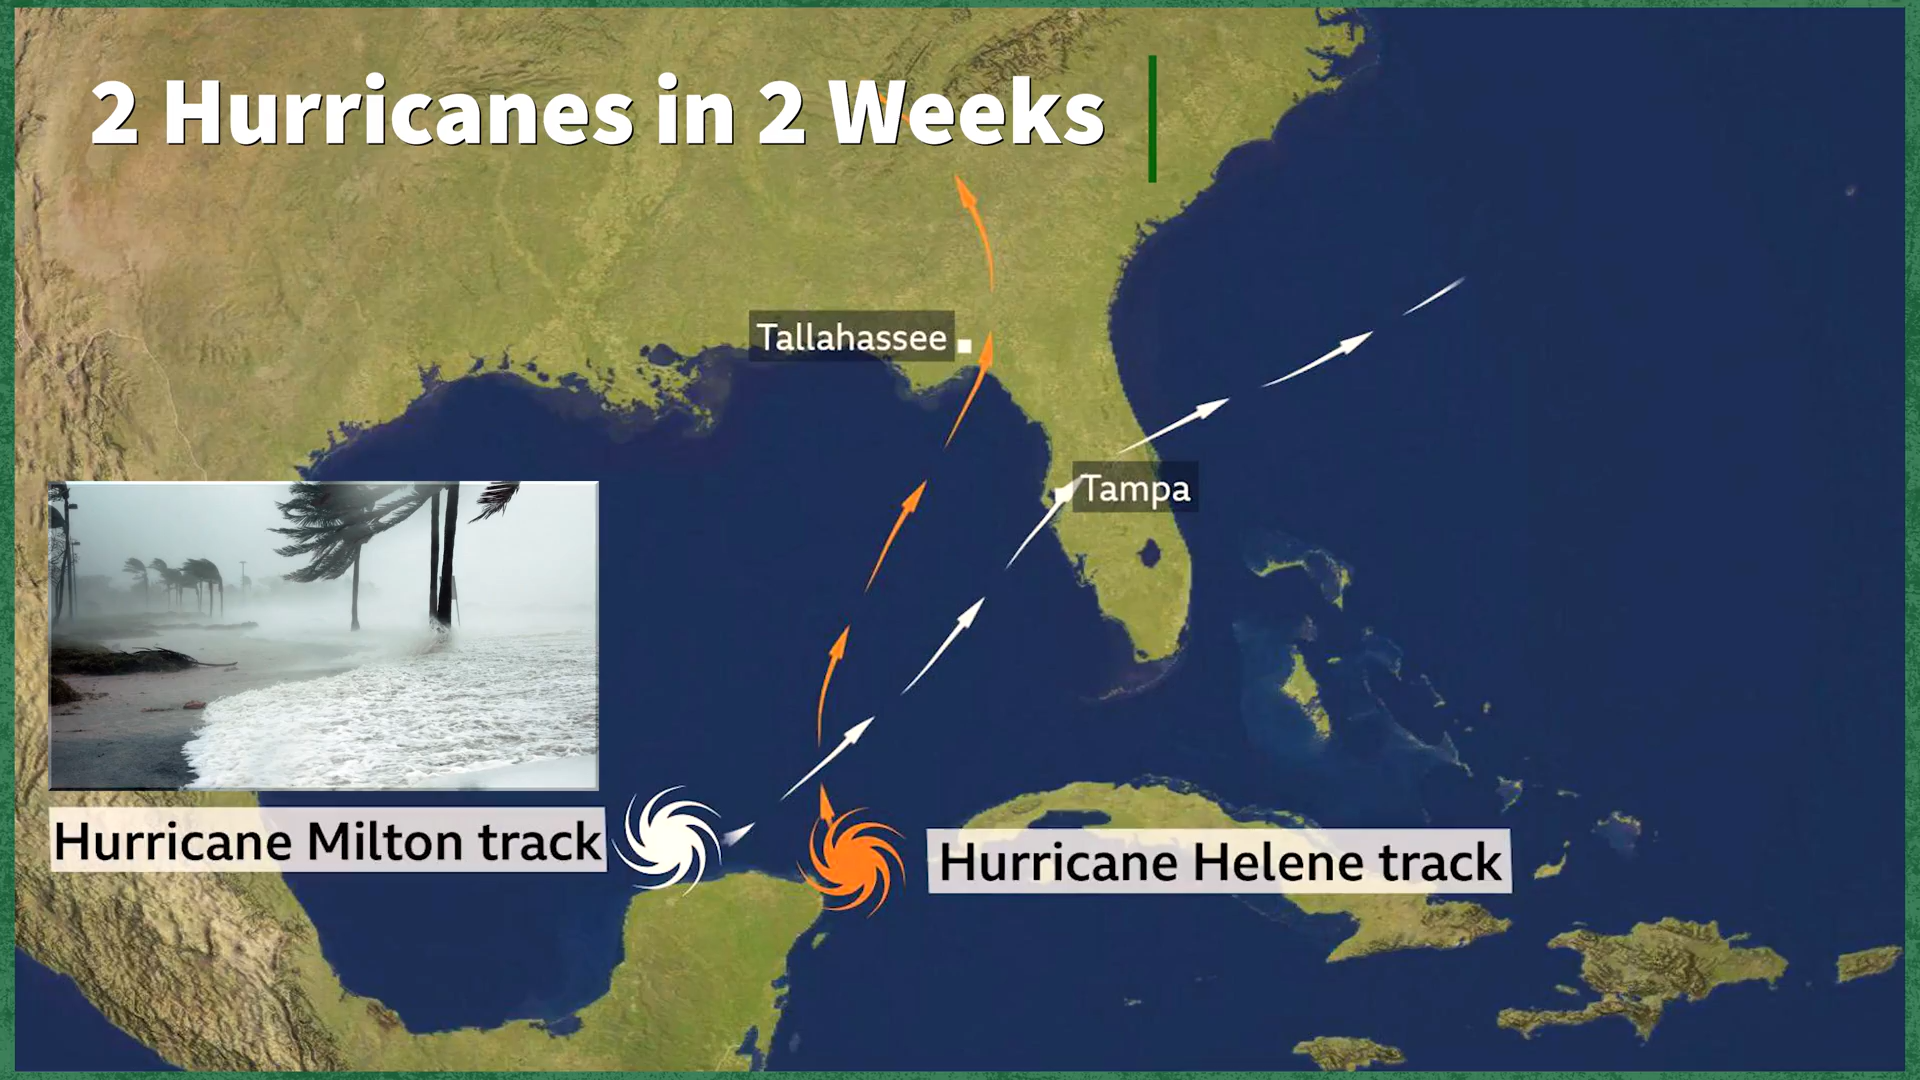 2 Hurricanes in 2 Weeks
Tallahassee
Tampa
Hurricane Milton track
Hurricane Helene track